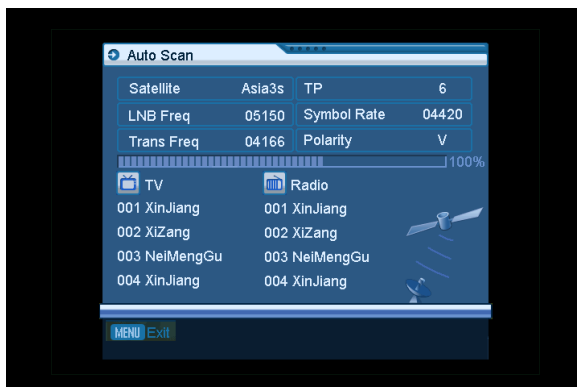 Auto Scan
Satellite Asia3s TP 6
LNB Freq 05150 Symbol Rate 04420
Trans Freq 04166 Polarity V
100%
TV Radio
001 XinJiang 001 XinJiang
002 XiZang 002 XiZang
003 NeiMengGu 003 NeiMengGu
004 XinJiang 004 XinJiang
MENU Exit